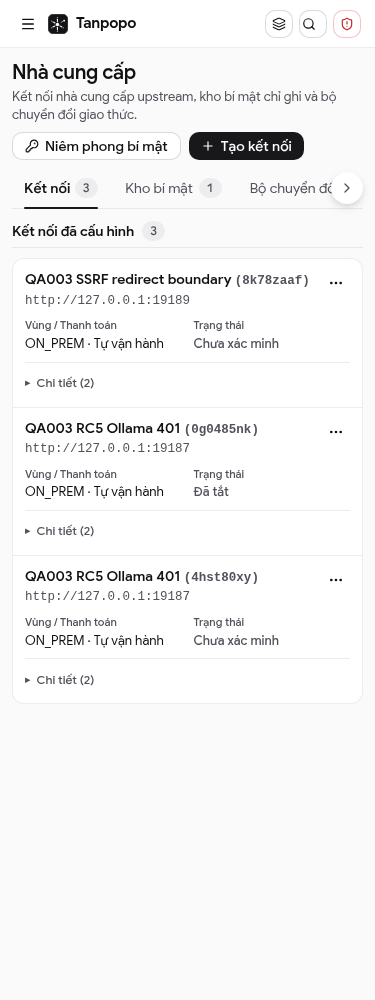 Tanpopo
Nhà cung cấp
Kết nối nhà cung cấp upstream, kho bí mật chỉ ghi và bộ
chuyển đổi giao thức.
Niêm phong bí mật
Tạo kết nối
Kết nối 3
Kho bí mật 1
Bộ chuyển đổ
Kết nối đã cấu hình 3
QA003 SSRF redirect boundary (8k78zaaf)
http://127.0.0.1:19189
Vùng / Thanh toán
Trạng thái
ON_PREM · Tự vận hành
Chưa xác minh
Chi tiết (2)
QA003 RC5 Ollama 401 (0g0485nk)
http://127.0.0.1:19187
Vùng / Thanh toán
Trạng thái
ON_PREM · Tự vận hành
Đã tắt
Chi tiết (2)
QA003 RC5 Ollama 401 (4hst80xy)
http://127.0.0.1:19187
Vùng / Thanh toán
Trạng thái
ON_PREM · Tự vận hành
Chưa xác minh
Chi tiết (2)